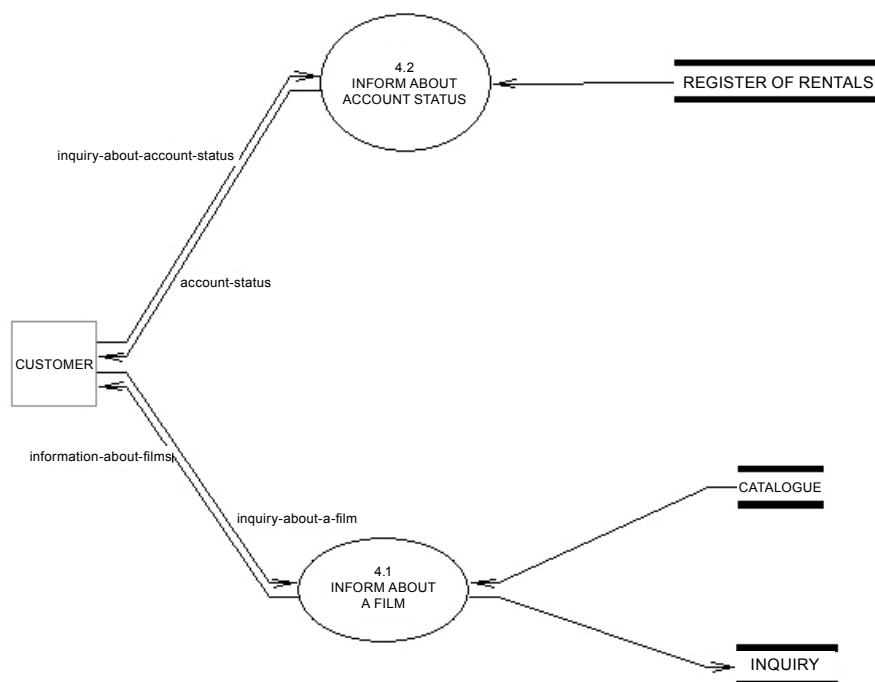 4.2
INFORM ABOUT
ACCOUNT STATUS
REGISTER OF RENTALS
inquiry-about-account-status
account-status
CUSTOMER
information-about-films
CATALOGUE
inquiry-about-a-film
4.1
INFORM ABOUT
A FILM
INQUIRY